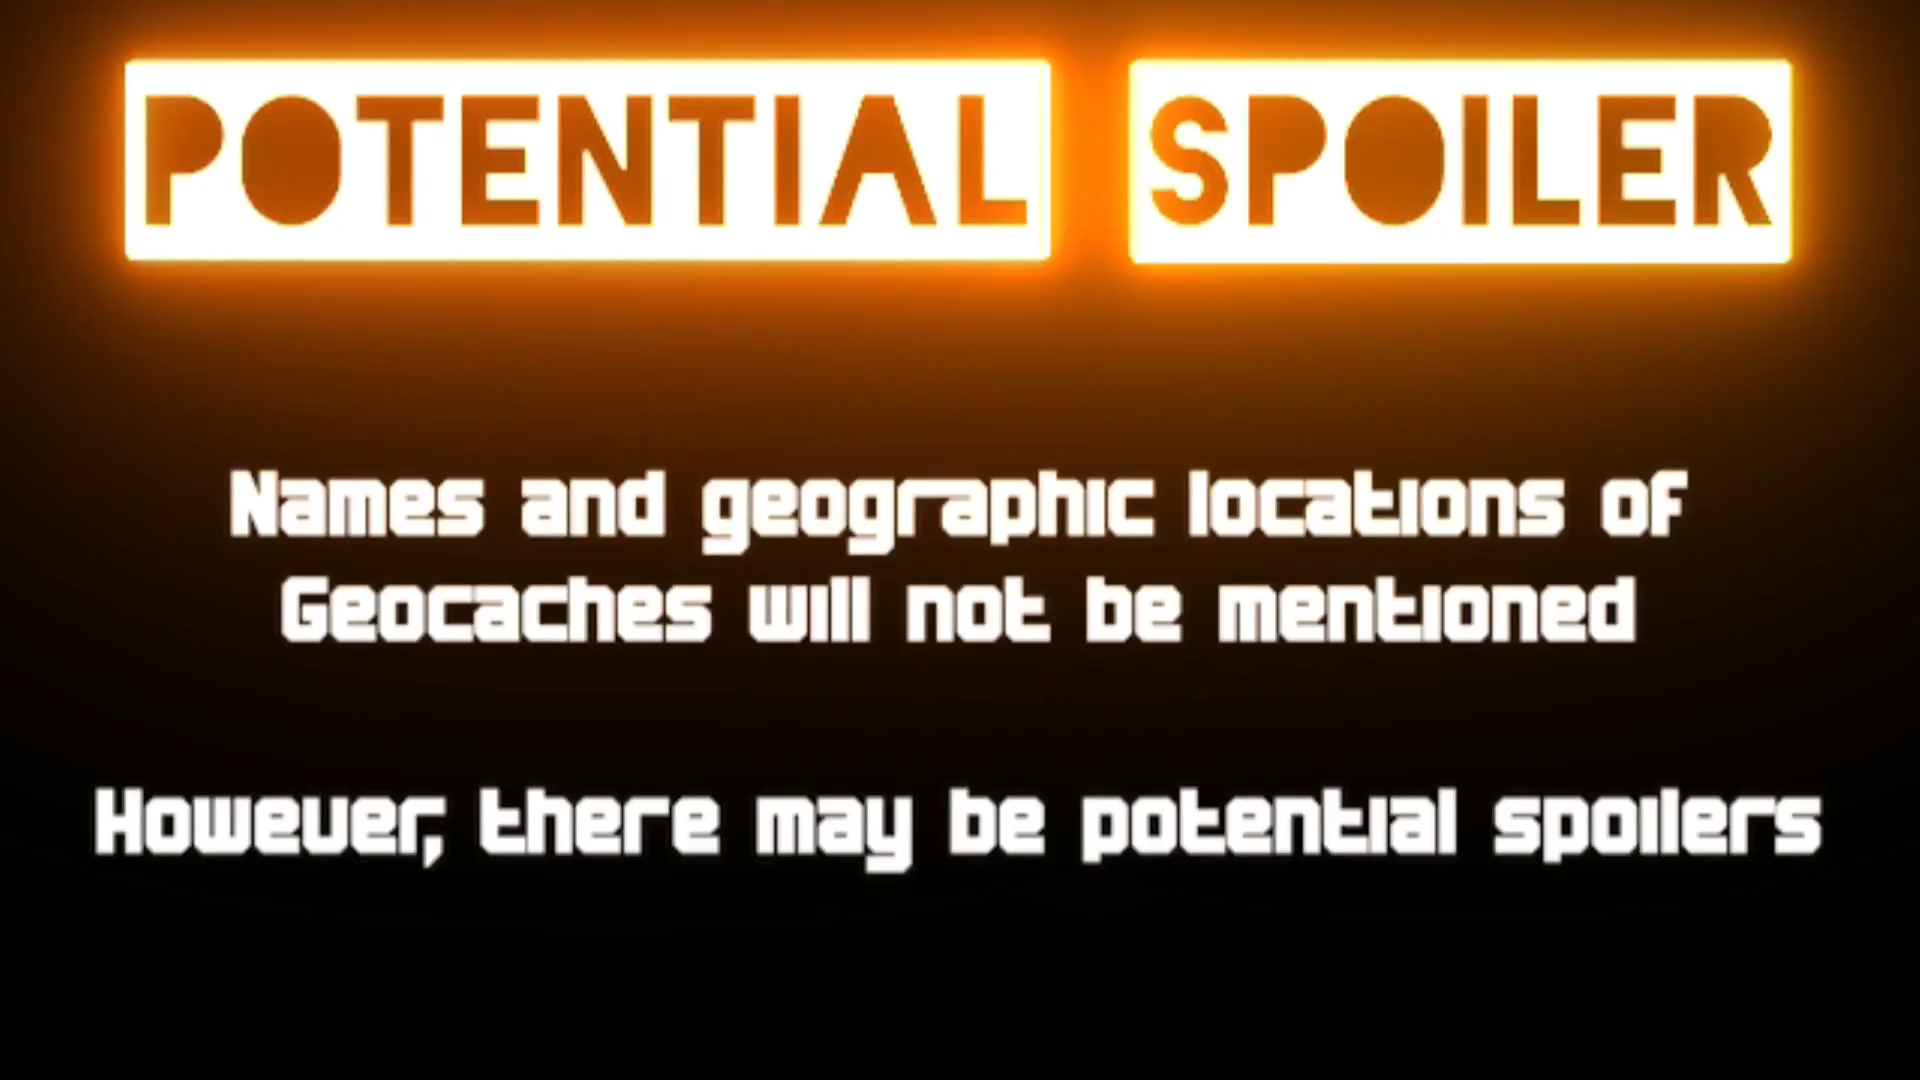 POTENTIAL SPOILER
Names and geographic locations of
Geocaches will not be mentioned
However, there may be potential spoilers